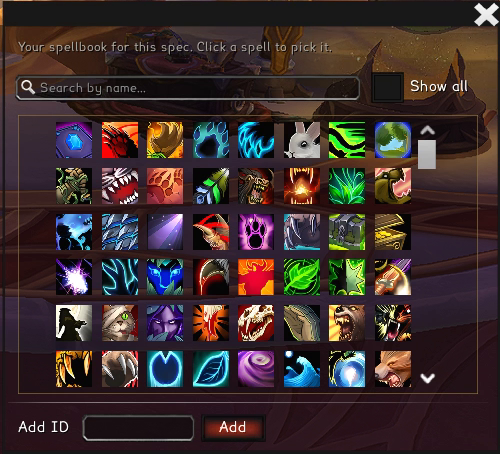 Your spellbook for this spec. Click a spell to pick it.
Search by name...
Show all
Add ID
Add